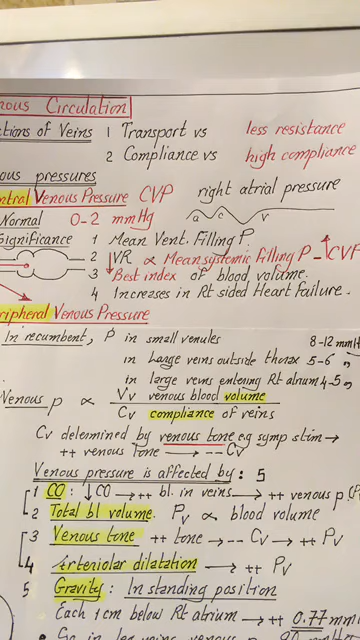 nous Circulation
ctions of Veins 1 Transport vs less resistance
2 Compliance vs high compliance
ous pressures
ntral Venous Pressure CVP right atrial pressure
Normal 0-2 mmHg a c v
Significance 1 Mean Vent. Filling P
2 ↓VR ∝ Mean systemic filling P - ↑CVP
3 Best index of blood volume.
4 Increases in Rt sided Heart Failure.
ripheral Venous Pressure
In recumbent, P in small venules 8-12 mmH
in Large veins outside thorax 5-6 "
in large veins entering Rt atrium 4-5 "
Venous p ∝ Vv venous blood volume
Cv compliance of veins
Cv determined by venous tone eg symp stim →
++ venous Tone → -- Cv
Venous pressure is affected by : 5
1 CO : ↓CO → ++ bl. in veins → ++ venous p
2 Total bl volume. Pv ∝ blood volume
3 Venous tone ++ tone → -- Cv → ++ Pv
4 Arteriolar dilatation → ++ Pv
5 Gravity : In standing position
Each 1 cm below Rt atrium → ++ 0.77 mm